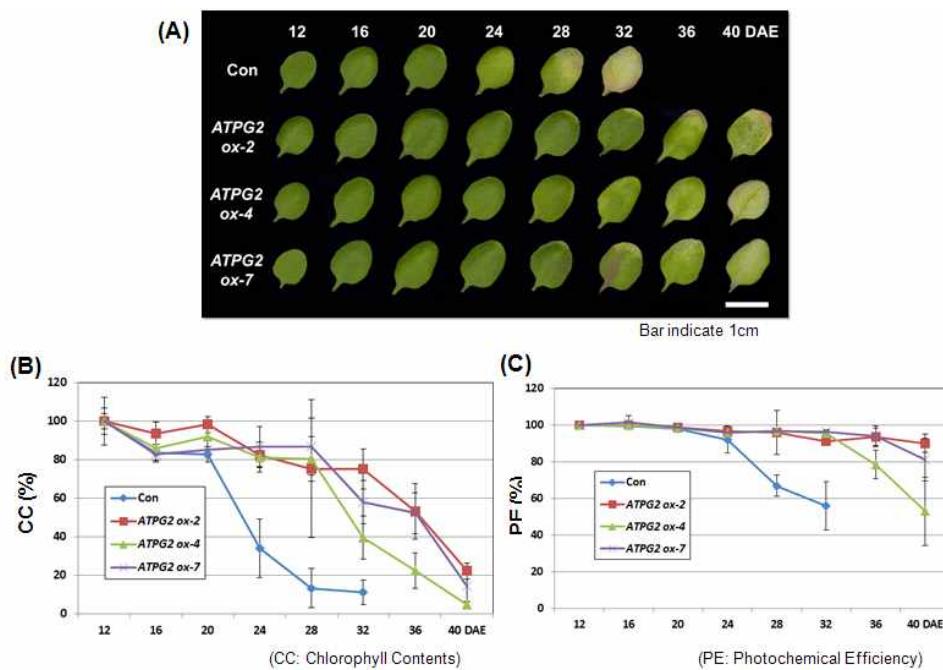 (A)
12 16 20 24 28 32 36 40 DAE
Con
ATPG2
ox-2
ATPG2
ox-4
ATPG2
ox-7
Bar indicate 1cm
(B)
CC (%)
120
100
80
60
40
20
0
Con
ATPG2 ox-2
ATPG2 ox-4
ATPG2 ox-7
12 16 20 24 28 32 36 40 DAE
(CC: Chlorophyll Contents)
(C)
PF (%)
120
100
80
60
40
20
0
Con
ATPG2 ox-2
ATPG2 ox-4
ATPG2 ox-7
12 16 20 24 28 32 36 40 DAE
(PE: Photochemical Efficiency)